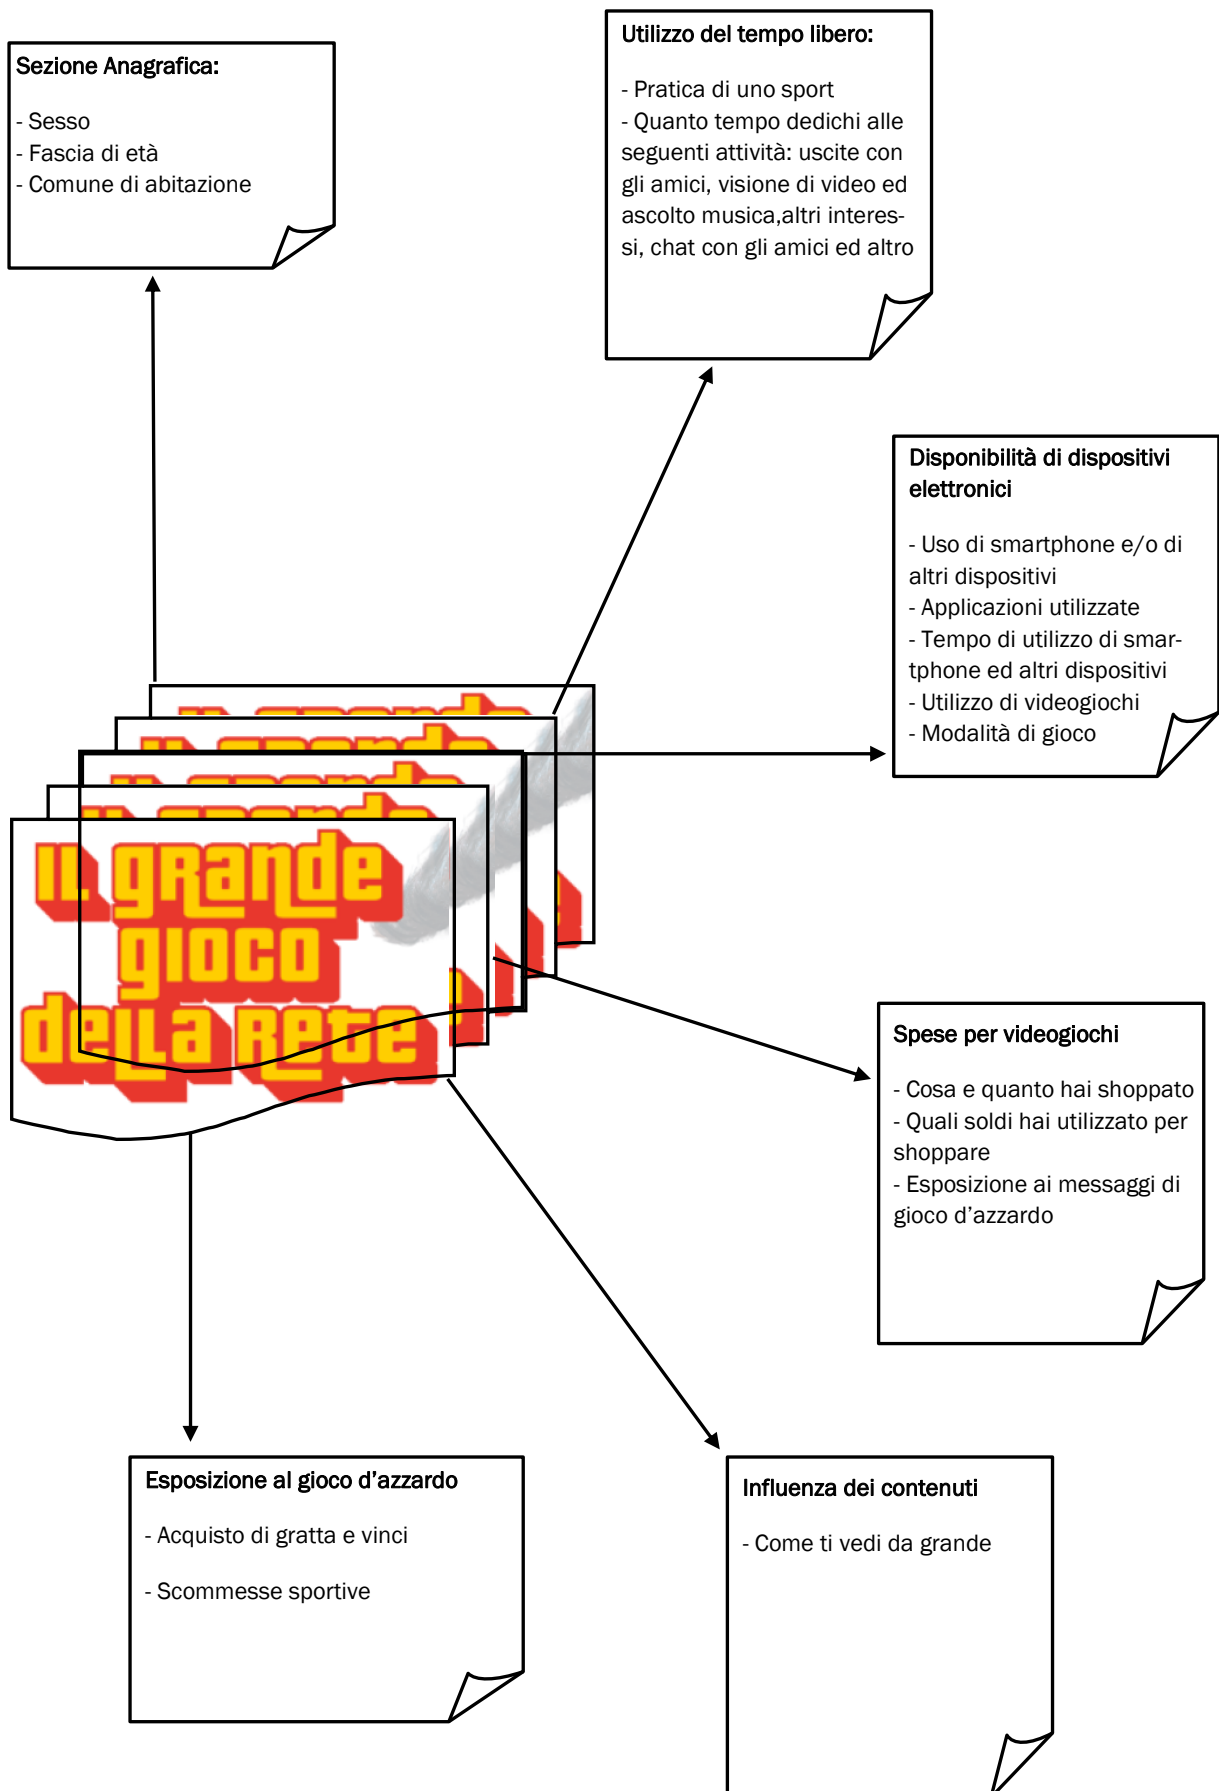 Sezione Anagrafica:
- Sesso
- Fascia di età
- Comune di abitazione
Utilizzo del tempo libero:
- Pratica di uno sport
- Quanto tempo dedichi alle
seguenti attività: uscite con
gli amici, visione di video ed
ascolto musica,altri interes-
si, chat con gli amici ed altro
Disponibilità di dispositivi
elettronici
- Uso di smartphone e/o di
altri dispositivi
- Applicazioni utilizzate
- Tempo di utilizzo di smar-
tphone ed altri dispositivi
- Utilizzo di videogiochi
- Modalità di gioco
IL GRANDE
GIOCO
DELLA RETE
Spese per videogiochi
- Cosa e quanto hai shoppato
- Quali soldi hai utilizzato per
shoppare
- Esposizione ai messaggi di
gioco d’azzardo
Esposizione al gioco d’azzardo
- Acquisto di gratta e vinci
- Scommesse sportive
Influenza dei contenuti
- Come ti vedi da grande